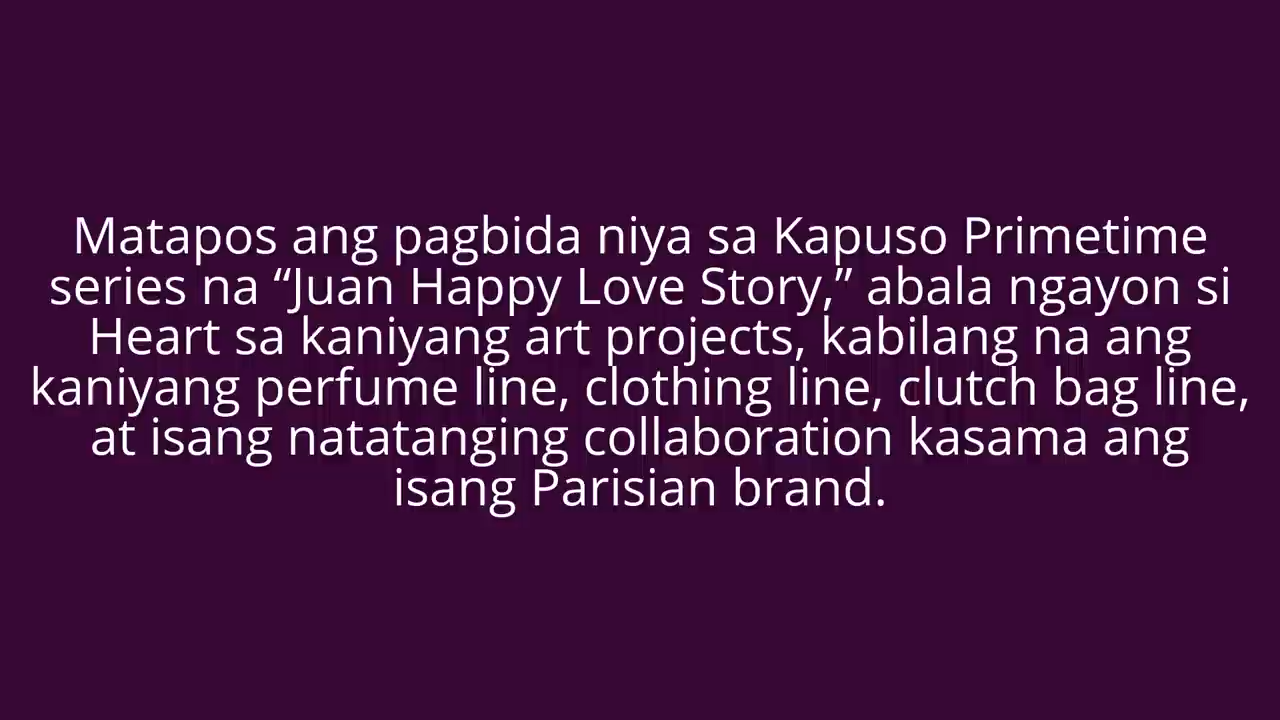 Matapos ang pagbida niya sa Kapuso Primetime
series na “Juan Happy Love Story,” abala ngayon si
Heart sa kaniyang art projects, kabilang na ang
kaniyang perfume line, clothing line, clutch bag line,
at isang natatanging collaboration kasama ang
isang Parisian brand.